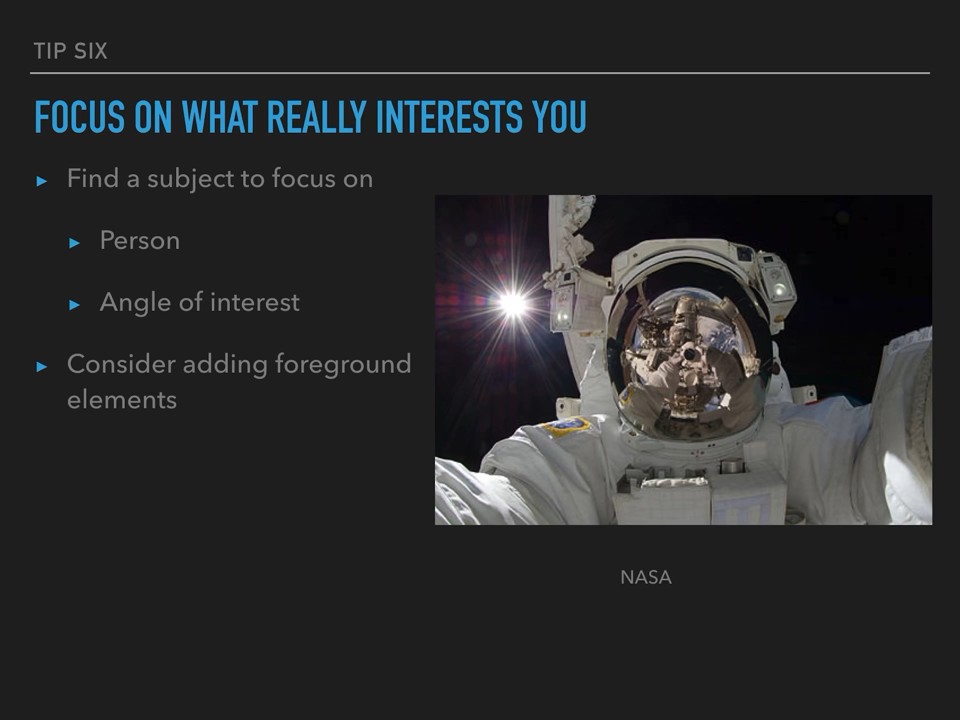 TIP SIX
FOCUS ON WHAT REALLY INTERESTS YOU
▸ Find a subject to focus on
▸ Person
▸ Angle of interest
▸ Consider adding foreground
elements
NASA